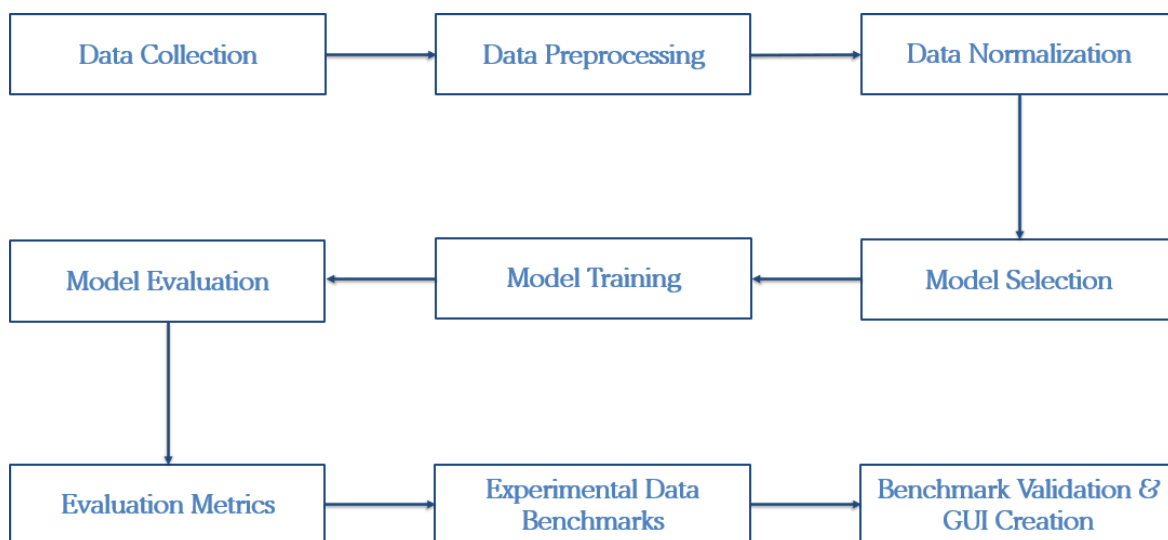 Data Collection
Data Preprocessing
Data Normalization
Model Evaluation
Model Training
Model Selection
Evaluation Metrics
Experimental Data
Benchmarks
Benchmark Validation &
GUI Creation